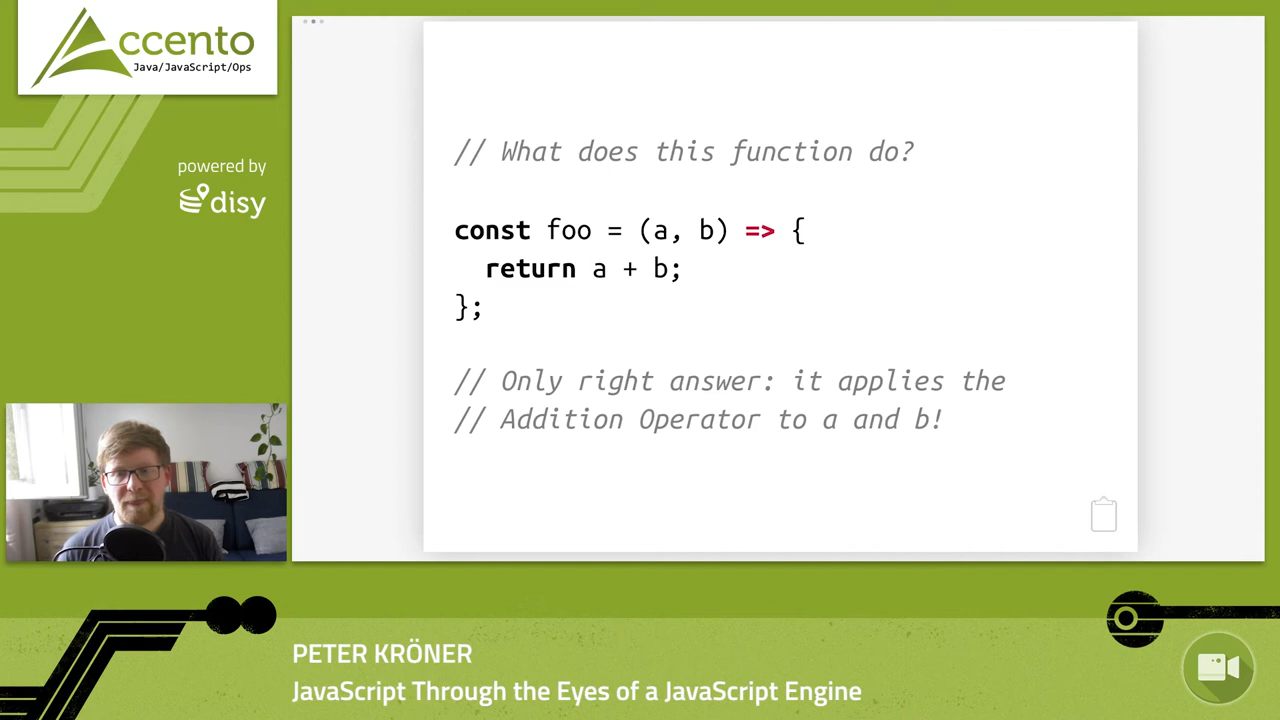 Accento
Java/JavaScript/Ops
powered by
disy
// What does this function do?
const foo = (a, b) => {
  return a + b;
};
// Only right answer: it applies the
// Addition Operator to a and b!
PETER KRÖNER
JavaScript Through the Eyes of a JavaScript Engine